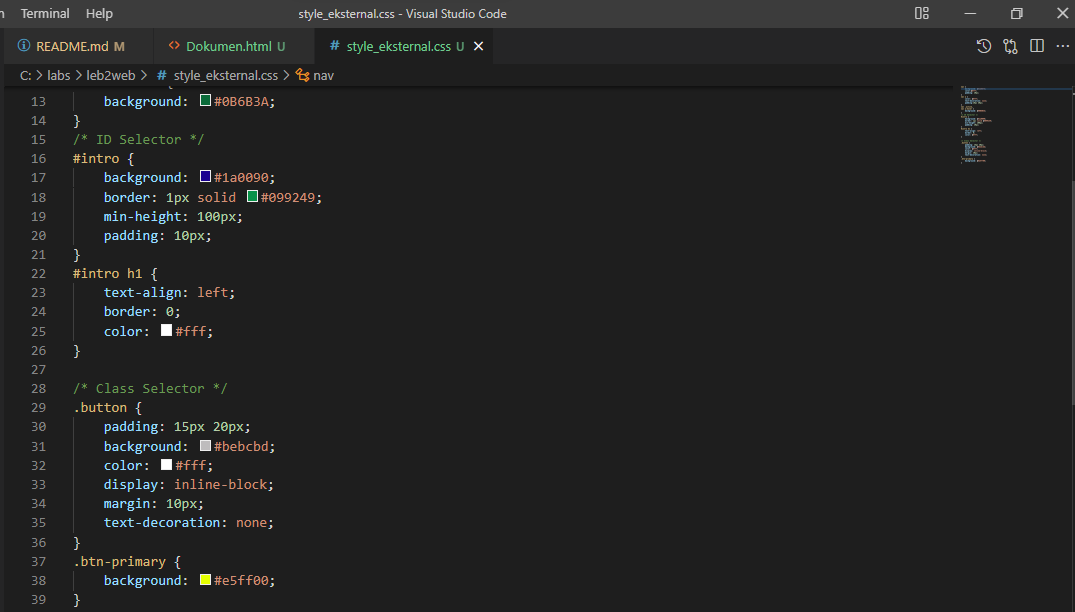 Terminal Help style_eksternal.css - Visual Studio Code
README.md M Dokumen.html U # style_eksternal.css U
C: > labs > leb2web > # style_eksternal.css > nav
13 background: #0B6B3A;
14 }
15 /* ID Selector */
16 #intro {
17 background: #1a0090;
18 border: 1px solid #099249;
19 min-height: 100px;
20 padding: 10px;
21 }
22 #intro h1 {
23 text-align: left;
24 border: 0;
25 color: #fff;
26 }
27
28 /* Class Selector */
29 .button {
30 padding: 15px 20px;
31 background: #bebcbd;
32 color: #fff;
33 display: inline-block;
34 margin: 10px;
35 text-decoration: none;
36 }
37 .btn-primary {
38 background: #e5ff00;
39 }